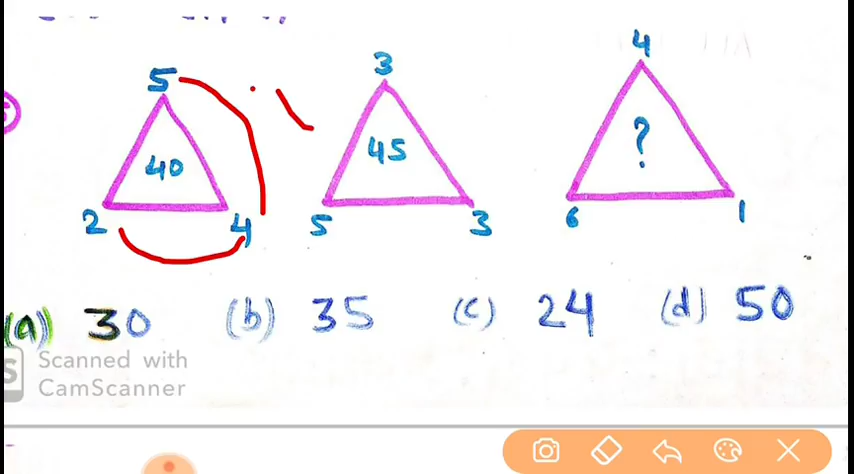 5 3 4
40 45 ?
2 4 5 3 6 1
(a) 30 (b) 35 (c) 24 (d) 50
S Scanned with
CamScanner